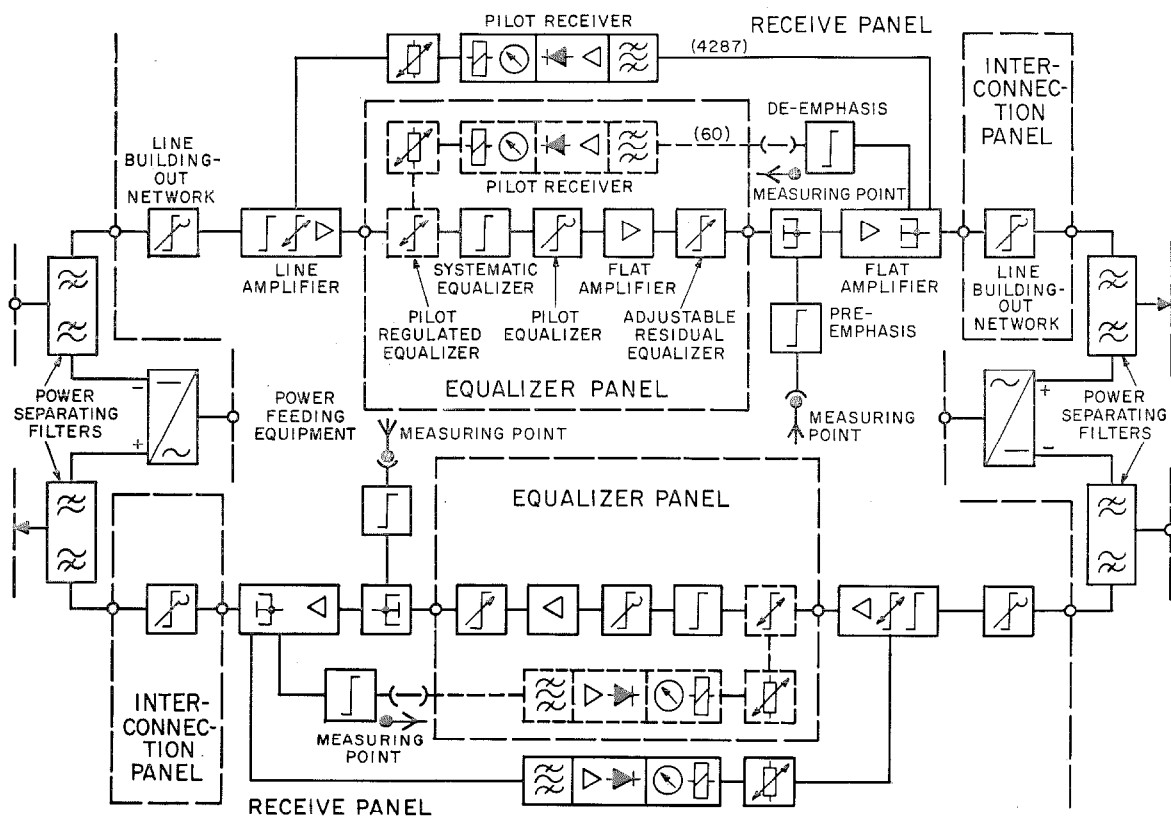 PILOT RECEIVER
RECEIVE PANEL
(4287)
INTER-
CONNECTION
PANEL
DE-EMPHASIS
LINE
BUILDING-
OUT
NETWORK
(60)
PILOT RECEIVER
MEASURING POINT
LINE
AMPLIFIER
SYSTEMATIC
EQUALIZER
FLAT
AMPLIFIER
FLAT
AMPLIFIER
LINE
BUILDING-
OUT
NETWORK
PILOT
REGULATED
EQUALIZER
PILOT
EQUALIZER
ADJUSTABLE
RESIDUAL
EQUALIZER
PRE-
EMPHASIS
EQUALIZER PANEL
POWER
SEPARATING
FILTERS
-
+
POWER
FEEDING
EQUIPMENT
MEASURING POINT
MEASURING
POINT
+
-
POWER
SEPARATING
FILTERS
EQUALIZER PANEL
INTER-
CONNECTION
PANEL
MEASURING
POINT
RECEIVE PANEL